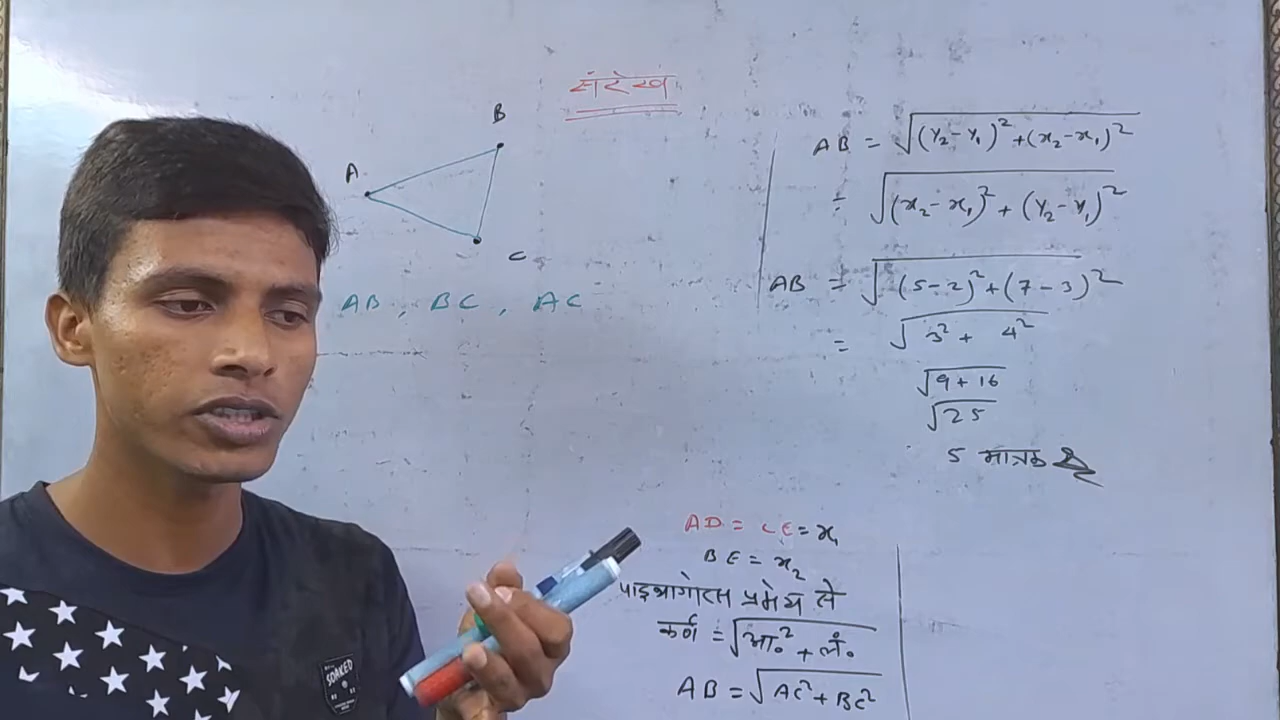 संरेख
B
A
C
AB, BC, AC
AB = √(y₂-y₁)² + (x₂-x₁)²
= √(x₂-x₁)² + (y₂-y₁)²
AB = √(5-2)² + (7-3)²
= √3² + 4²
√9+16
√25
5 मात्रक
AD = CE = x₁
BE = x₂
पाइथागोरस प्रमेय से
कर्ण = √आ०² + लं०
AB = √AC² + BC²
SOAKED